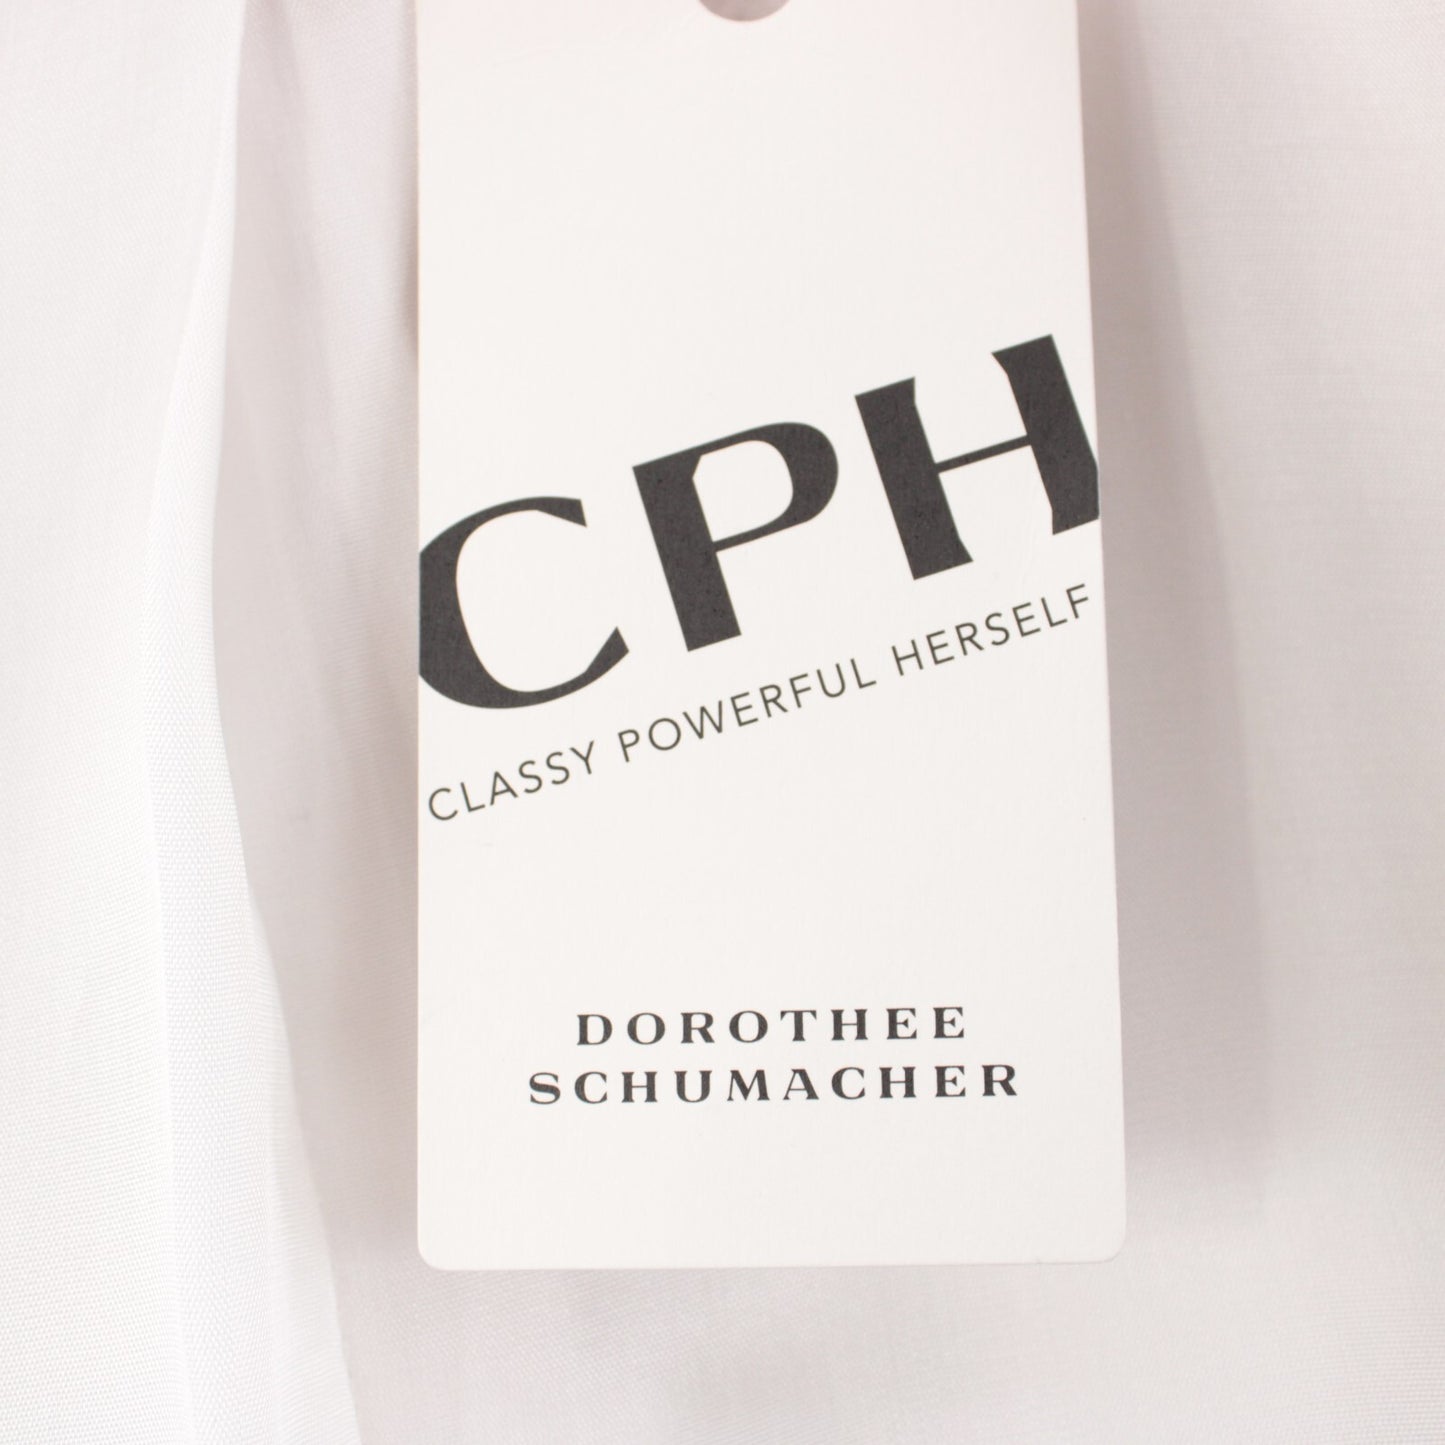 CPH
CLASSY POWERFUL HERSELF
DOROTHEE
SCHUMACHER